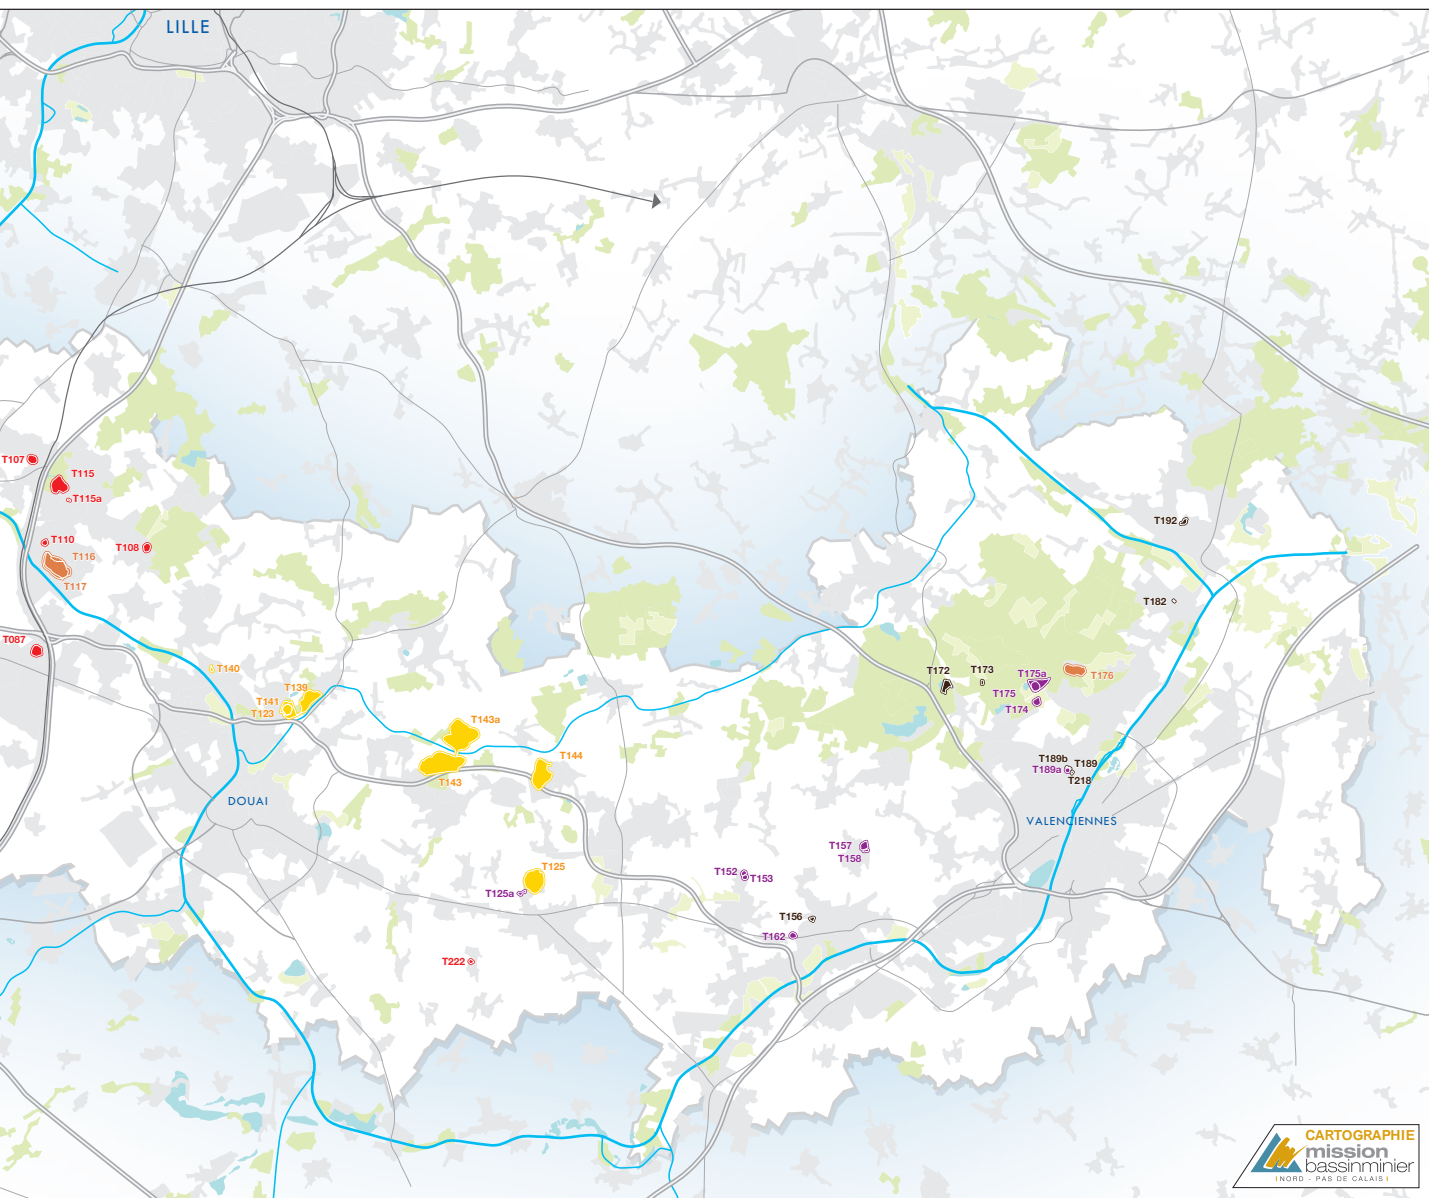 LILLE
T107
T115
T115a
T110
T108
T116
T117
T087
T140
T139
T141
T123
T143a
T143
T144
DOUAI
T125
T125a
T222
T152
T153
T157
T158
T156
T162
T192
T182
T172
T173
T175a
T175
T174
T176
T189b
T189
T189a
T218
VALENCIENNES
CARTOGRAPHIE
mission
bassinminier
NORD - PAS DE CALAIS